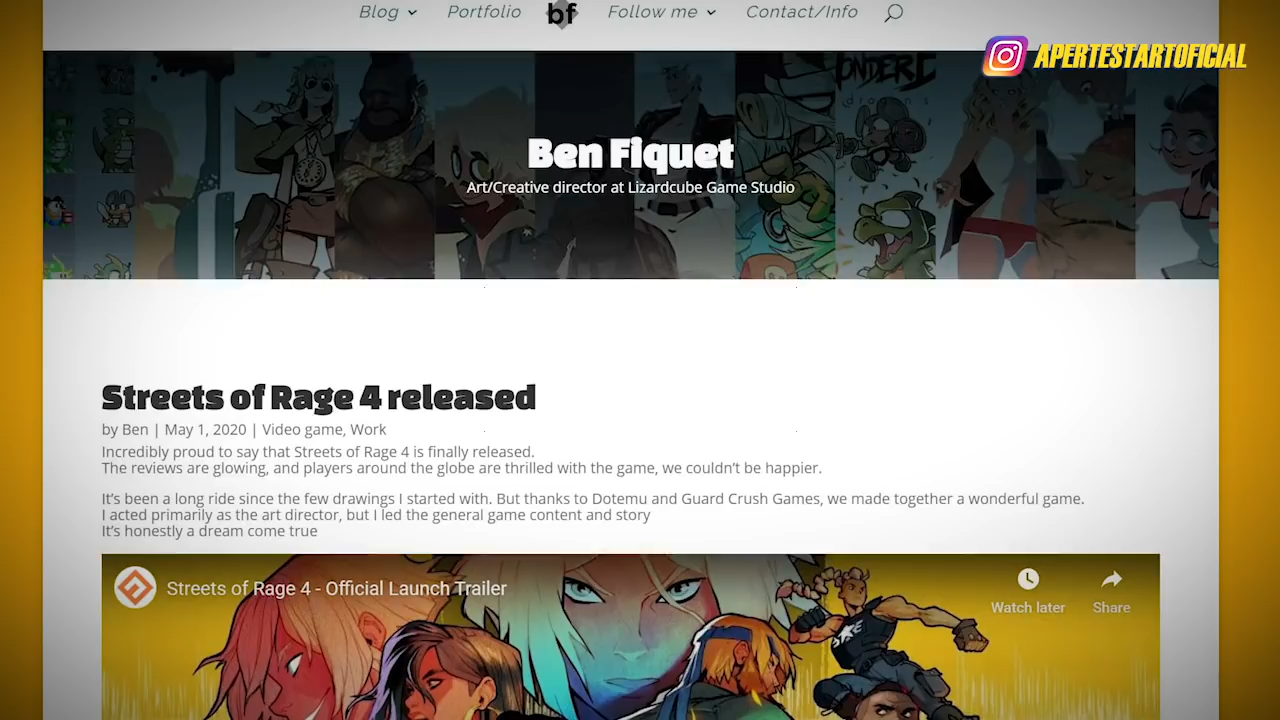 Blog Portfolio bf Follow me Contact/Info
APERTESTARTOFICIAL
Ben Fiquet
Art/Creative director at Lizardcube Game Studio
Streets of Rage 4 released
by Ben | May 1, 2020 | Video game, Work
Incredibly proud to say that Streets of Rage 4 is finally released.
The reviews are glowing, and players around the globe are thrilled with the game, we couldn't be happier.
It's been a long ride since the few drawings I started with. But thanks to Dotemu and Guard Crush Games, we made together a wonderful game.
I acted primarily as the art director, but I led the general game content and story
It's honestly a dream come true
Streets of Rage 4 - Official Launch Trailer
Watch later Share